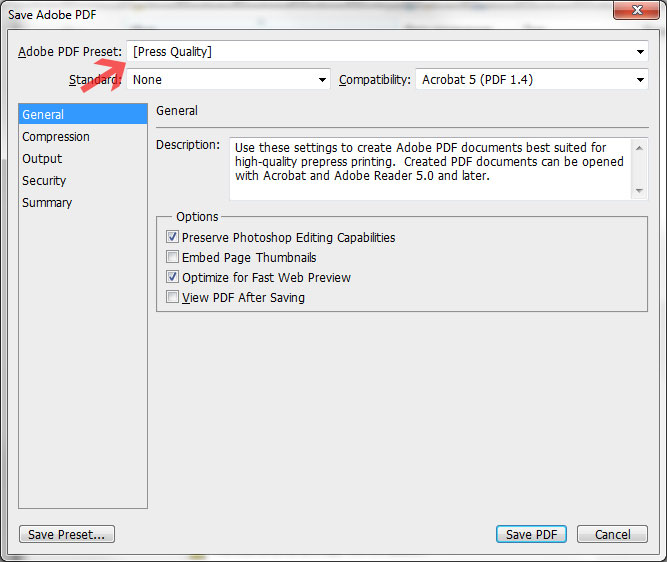 Save Adobe PDF
Adobe PDF Preset: [Press Quality]
Standard: None Compatibility: Acrobat 5 (PDF 1.4)
General
Compression
Output
Security
Summary
General
Description: Use these settings to create Adobe PDF documents best suited for
high-quality prepress printing.  Created PDF documents can be opened
with Acrobat and Adobe Reader 5.0 and later.
Options
Preserve Photoshop Editing Capabilities
Embed Page Thumbnails
Optimize for Fast Web Preview
View PDF After Saving
Save Preset... Save PDF Cancel